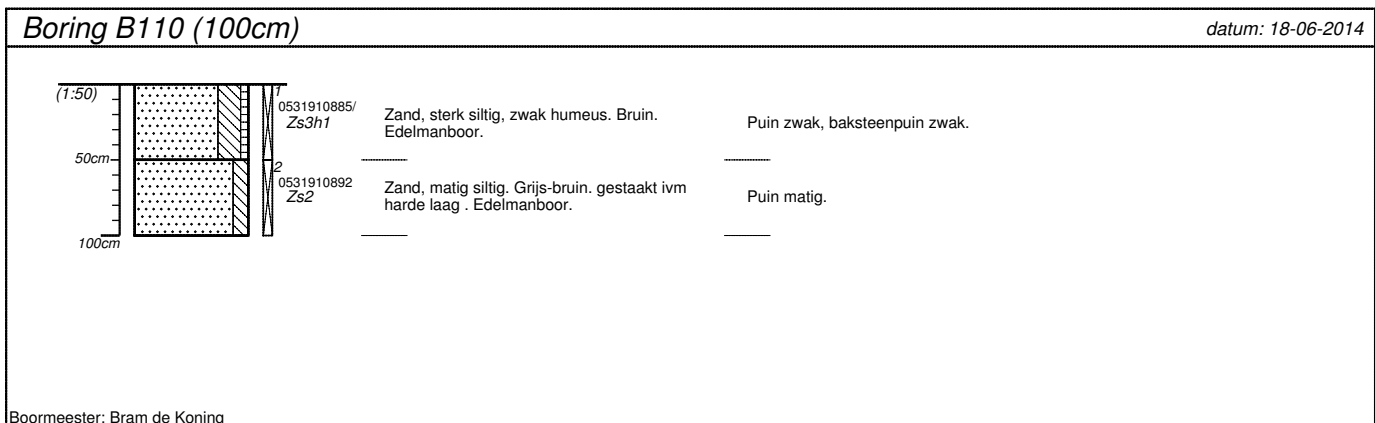 Boring B110 (100cm)
datum: 18-06-2014
(1:50)
1
0531910885/
Zs3h1
Zand, sterk siltig, zwak humeus. Bruin.
Edelmanboor.
Puin zwak, baksteenpuin zwak.
50cm
2
0531910892
Zs2
Zand, matig siltig. Grijs-bruin. gestaakt ivm
harde laag . Edelmanboor.
Puin matig.
100cm
Boormeester: Bram de Koning